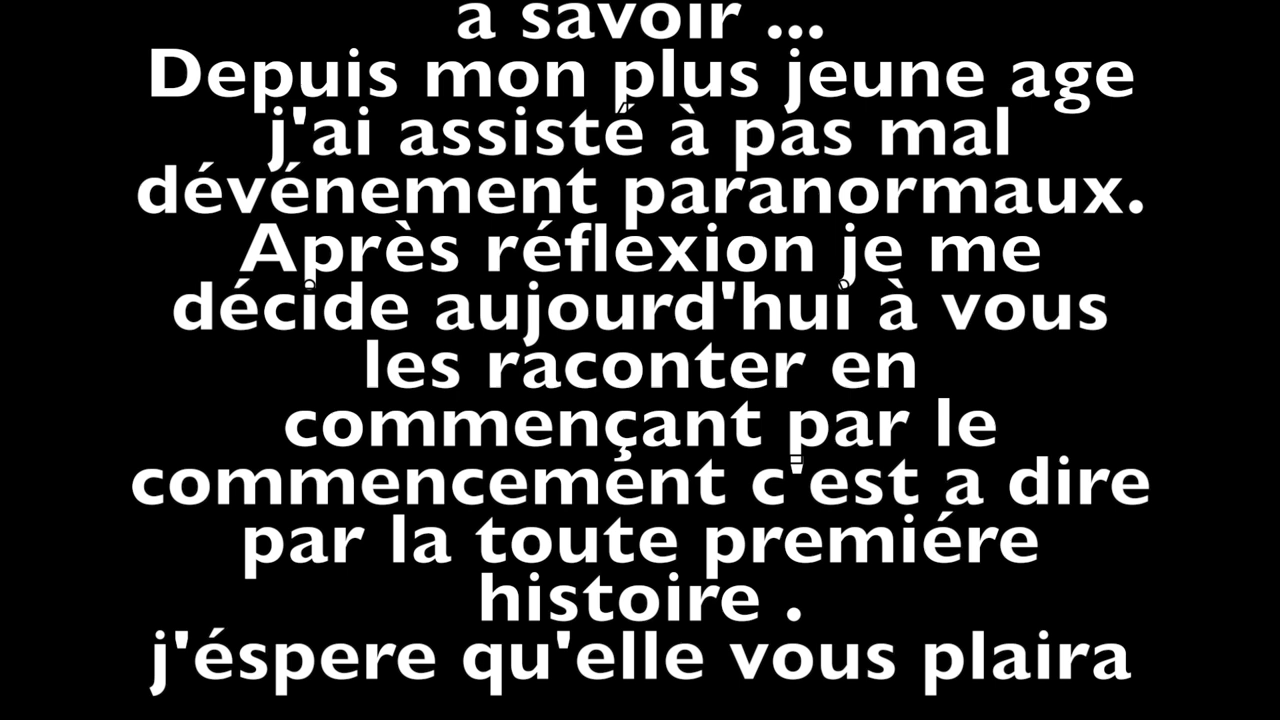 a savoir ...
Depuis mon plus jeune age
j'ai assisté à pas mal
dévénement paranormaux.
Après réflexion je me
décide aujourd'hui à vous
les raconter en
commençant par le
commencement c'est a dire
par la toute premiére
histoire .
j'éspere qu'elle vous plaira